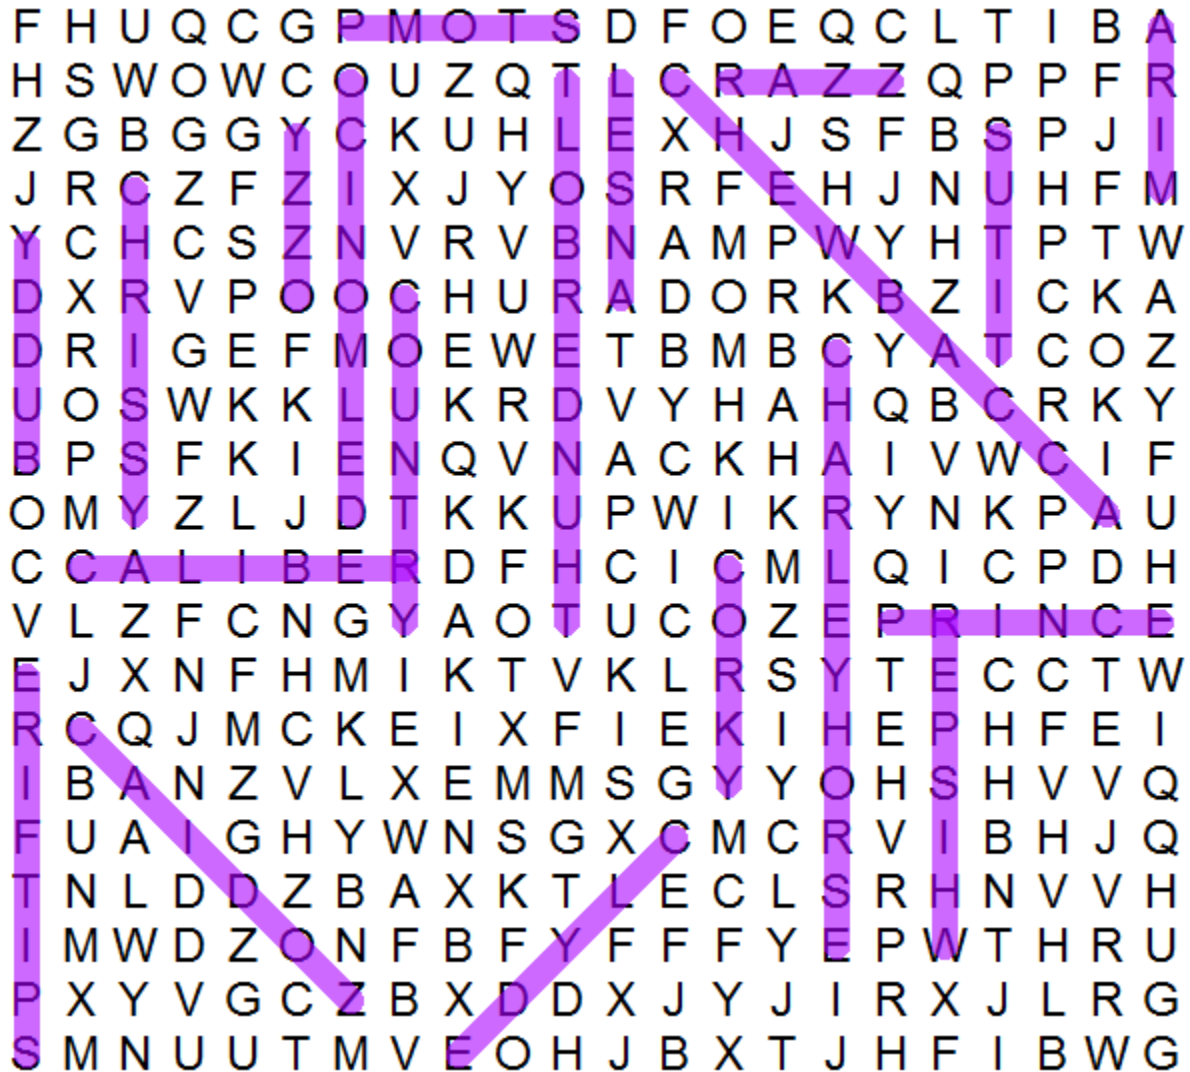 F H U Q C G P M O T S D F O E Q C L T I B A
H S W O W C O U Z Q T L C R A Z Z Q P P F R
Z G B G G Y C K U H L E X H J S F B S P J I
J R C Z F Z I X J Y O S R F E H J N U H F M
Y C H C S Z N V R V B N A M P W Y H T P T W
D X R V P O O C H U R A D O R K B Z I C K A
D R I G E F M O E W E T B M B C Y A T C O Z
U O S W K K L U K R D V Y H A H Q B C R K Y
B P S F K I E N Q V N A C K H A I V W C I F
O M Y Z L J D T K K U P W I K R Y N K P A U
C C A L I B E R D F H C I C M L Q I C P D H
V L Z F C N G Y A O T U C O Z E P R I N C E
E J X N F H M I K T V K L R S Y T E C C T W
R C Q J M C K E I X F I E K I H E P H F E I
I B A N Z V L X E M M S G Y Y O H S H V V Q
F U A I G H Y W N S G X C M C R V I B H J Q
T N L D D Z B A X K T L E C L S R H N V V H
I M W D Z O N F B F Y F F F Y E P W T H R U
P X Y V G C Z B X D D X J Y J I R X J L R G
S M N U U T M V E O H J B X T J H F I B W G